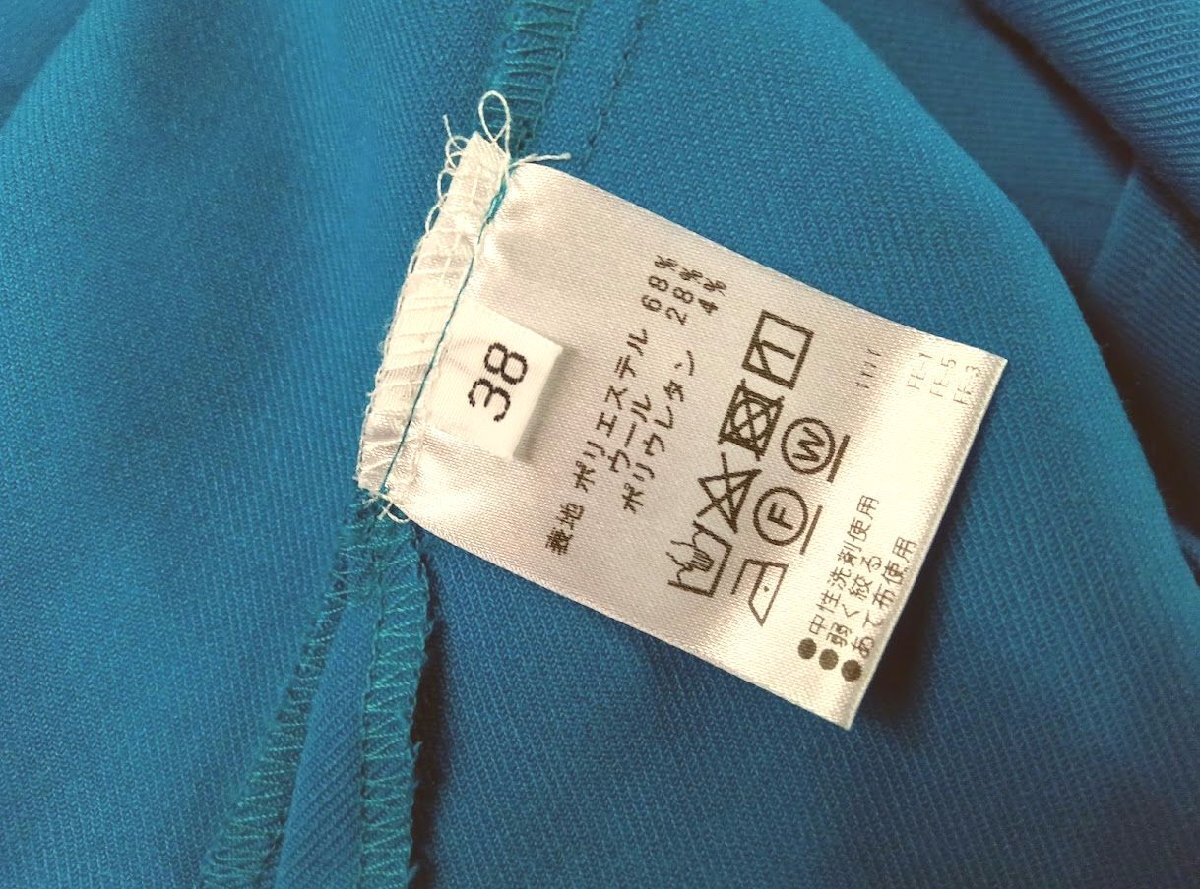 38
表地 ポリエステル 68%
ウール 28%
ポリウレタン 4%
F
W
●中性洗剤使用
●弱く絞る
●あて布使用